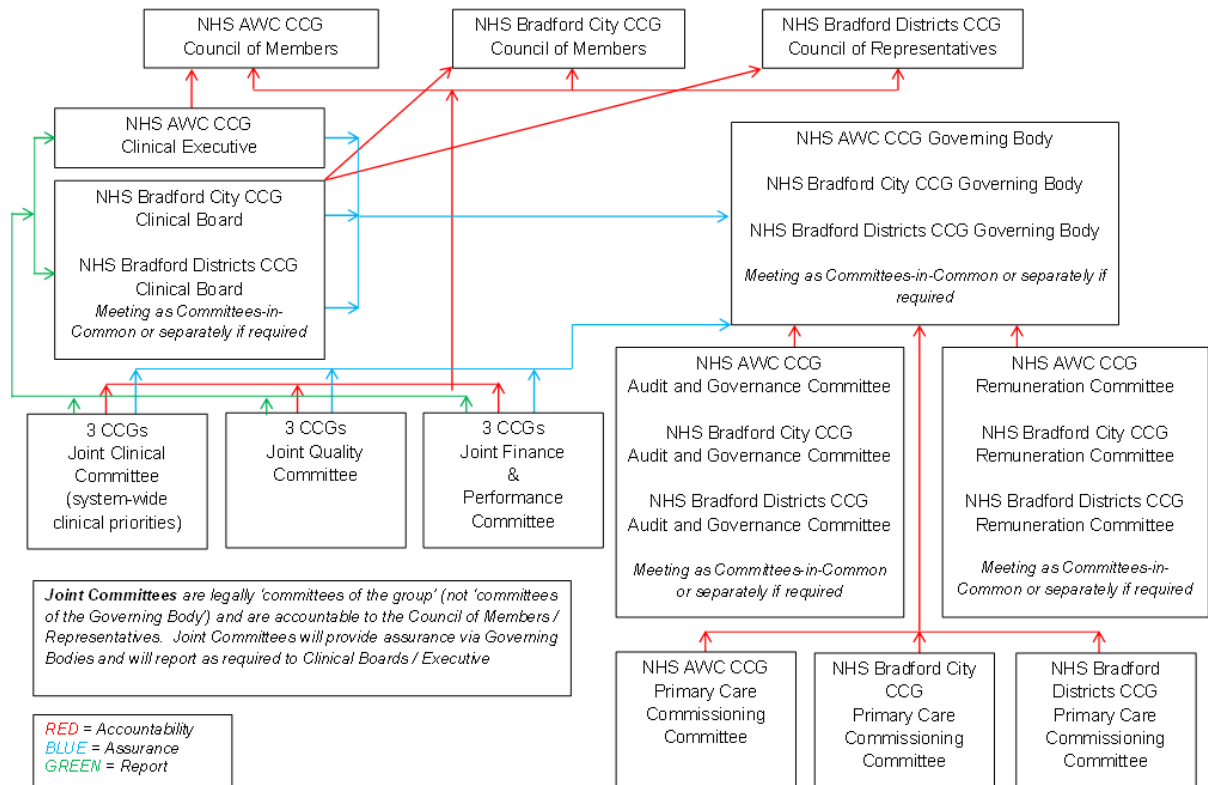 NHS AWC CCG
Council of Members
NHS Bradford City CCG
Council of Members
NHS Bradford Districts CCG
Council of Representatives
NHS AWC CCG
Clinical Executive
NHS Bradford City CCG
Clinical Board
NHS Bradford Districts CCG
Clinical Board
Meeting as Committees-in-
Common or separately if required
NHS AWC CCG Governing Body
NHS Bradford City CCG Governing Body
NHS Bradford Districts CCG Governing Body
Meeting as Committees-in-Common or separately if
required
3 CCGs
Joint Clinical
Committee
(system-wide
clinical priorities)
3 CCGs
Joint Quality
Committee
3 CCGs
Joint Finance
&
Performance
Committee
NHS AWC CCG
Audit and Governance Committee
NHS Bradford City CCG
Audit and Governance Committee
NHS Bradford Districts CCG
Audit and Governance Committee
Meeting as Committees-in-Common
or separately if required
NHS AWC CCG
Remuneration Committee
NHS Bradford City CCG
Remuneration Committee
NHS Bradford Districts CCG
Remuneration Committee
Meeting as Committees-in-
Common or separately if required
Joint Committees are legally 'committees of the group' (not 'committees
of the Governing Body') and are accountable to the Council of Members /
Representatives. Joint Committees will provide assurance via Governing
Bodies and will report as required to Clinical Boards / Executive
NHS AWC CCG
Primary Care
Commissioning
Committee
NHS Bradford City
CCG
Primary Care
Commissioning
Committee
NHS Bradford
Districts CCG
Primary Care
Commissioning
Committee
RED = Accountability
BLUE = Assurance
GREEN = Report